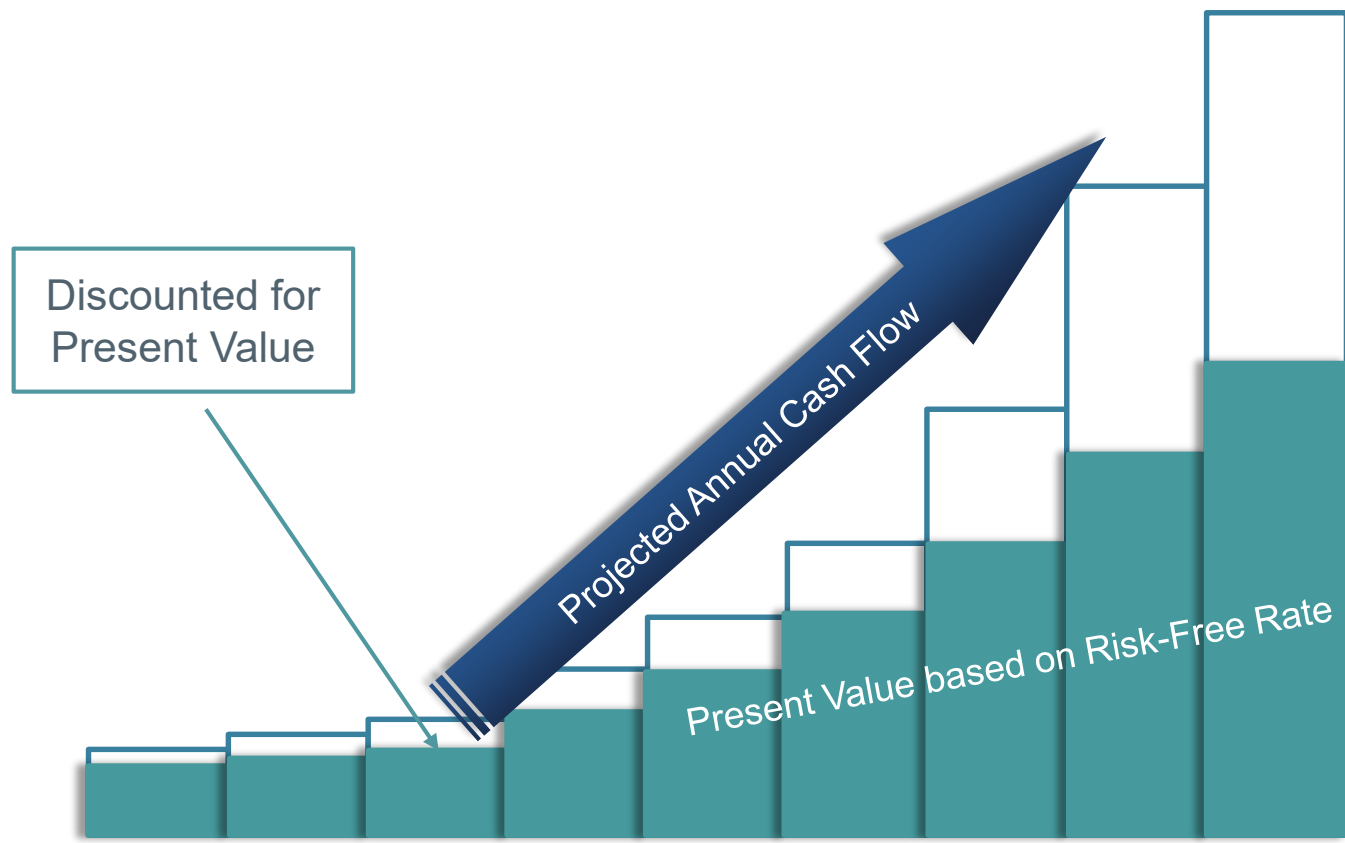 Discounted for
Present Value
Projected Annual Cash Flow
Present Value based on Risk-Free Rate